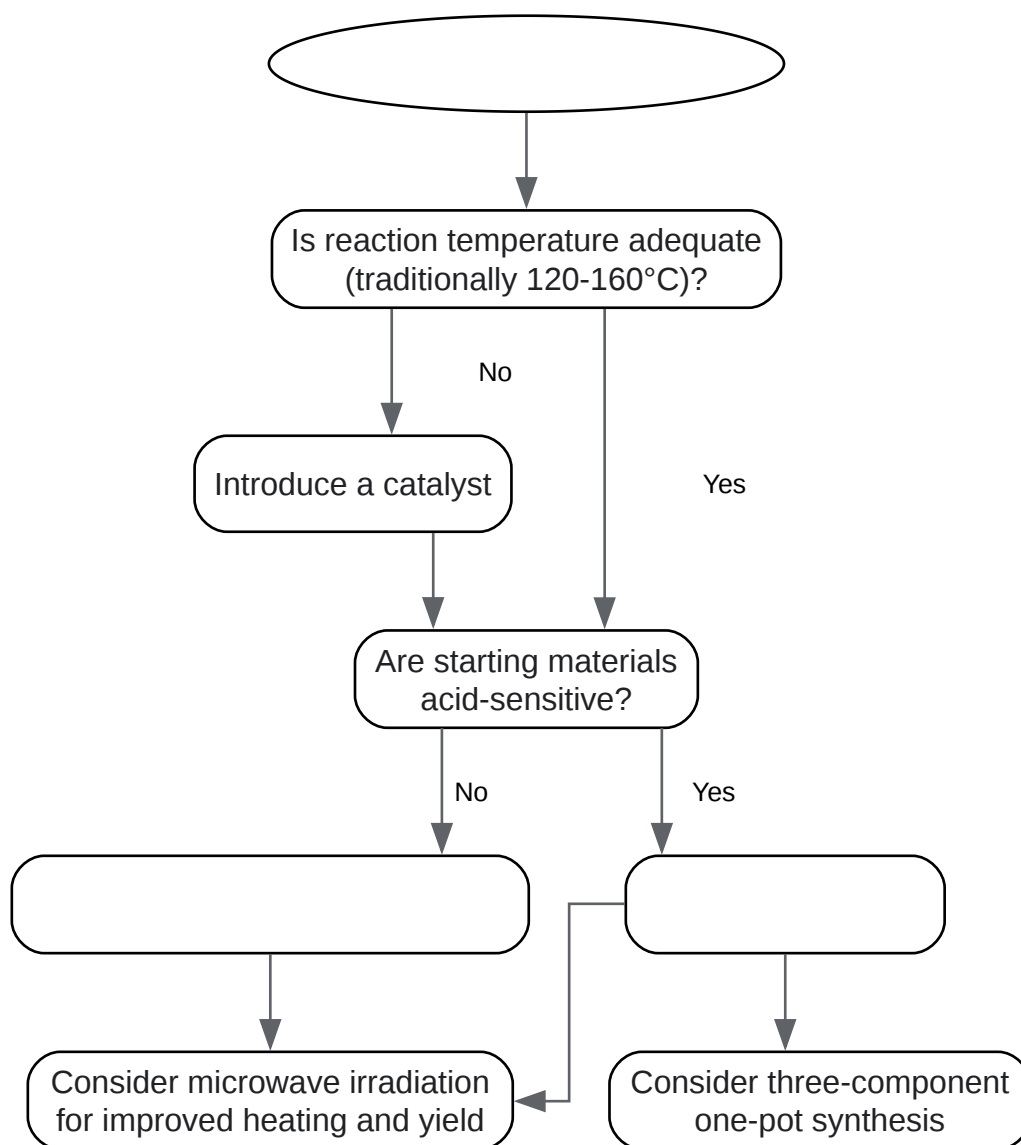 Is reaction temperature adequate
(traditionally 120-160°C)?
No
Introduce a catalyst
Yes
Are starting materials
acid-sensitive?
No
Yes
Consider microwave irradiation
for improved heating and yield
Consider three-component
one-pot synthesis